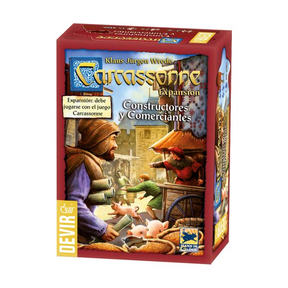 Klaus-Jürgen Wrede
Carcassonne
Expansión
Expansión: debe
jugarse con el juego
Carcassonne
Constructores
y Comerciantes
DEVIR